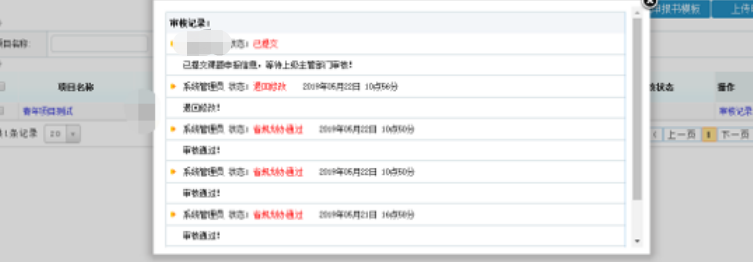 申报书模板
上传
审核记录:
状态: 已提交
已提交课题申报信息，等待上级主管部门审核!
系统管理员 状态: 退回修改 2019年05月22日 10点56分
退回修改!
系统管理员 状态: 省规划办通过 2019年05月22日 10点50分
审核通过!
系统管理员 状态: 省规划办通过 2019年05月22日 10点50分
审核通过!
系统管理员 状态: 省规划办通过 2019年05月21日 16点50分
审核通过!
项目名称:
项目名称
状态
操作
青年项目测试
审核记录
1条记录 20
上一页 1 下一页